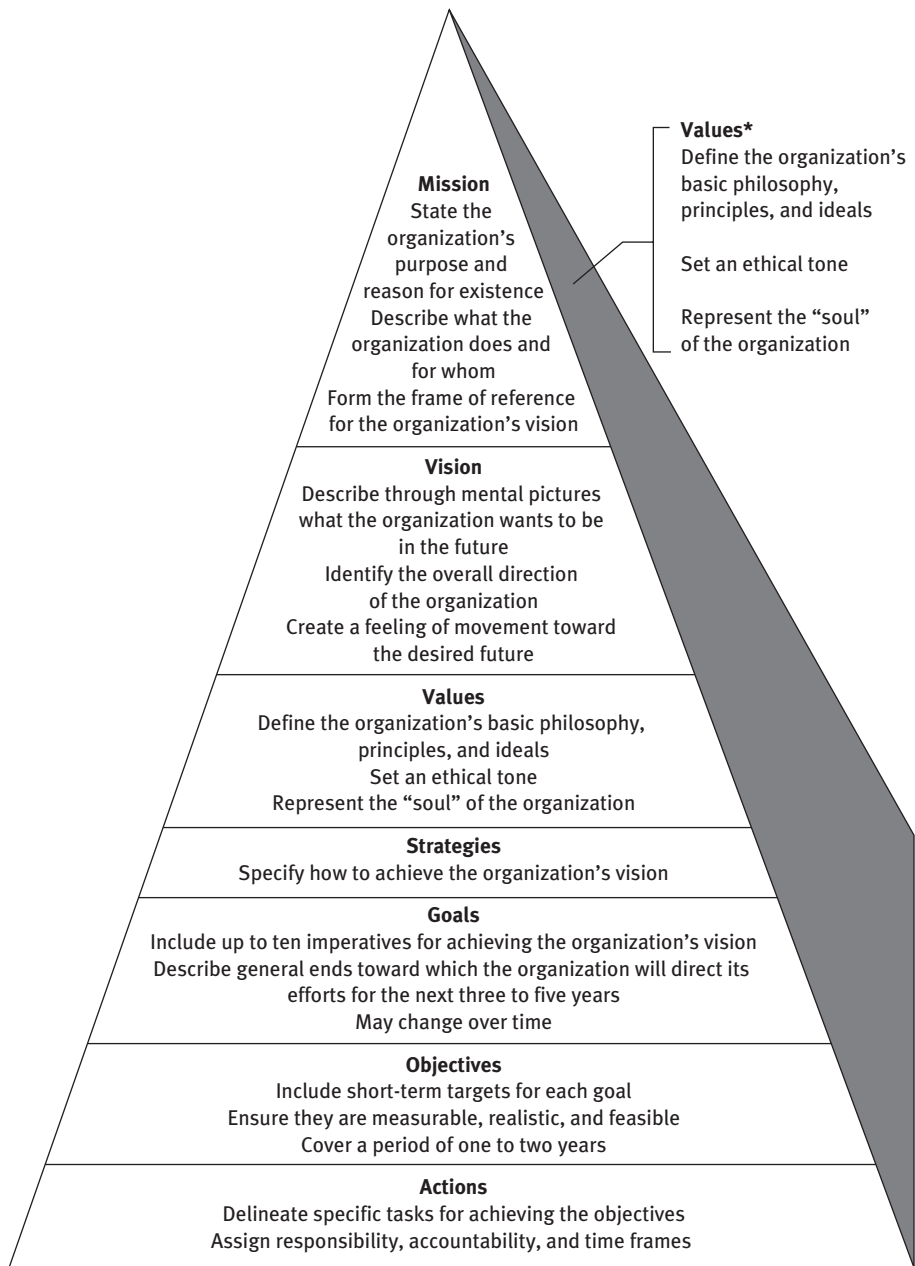 Values*
Define the organization’s
basic philosophy,
principles, and ideals
Set an ethical tone
Represent the “soul”
of the organization
Mission
State the
organization’s
purpose and
reason for existence
Describe what the
organization does and
for whom
Form the frame of reference
for the organization’s vision
Vision
Describe through mental pictures
what the organization wants to be
in the future
Identify the overall direction
of the organization
Create a feeling of movement toward
the desired future
Values
Define the organization’s basic philosophy,
principles, and ideals
Set an ethical tone
Represent the “soul” of the organization
Strategies
Specify how to achieve the organization’s vision
Goals
Include up to ten imperatives for achieving the organization’s vision
Describe general ends toward which the organization will direct its
efforts for the next three to five years
May change over time
Objectives
Include short-term targets for each goal
Ensure they are measurable, realistic, and feasible
Cover a period of one to two years
Actions
Delineate specific tasks for achieving the objectives
Assign responsibility, accountability, and time frames